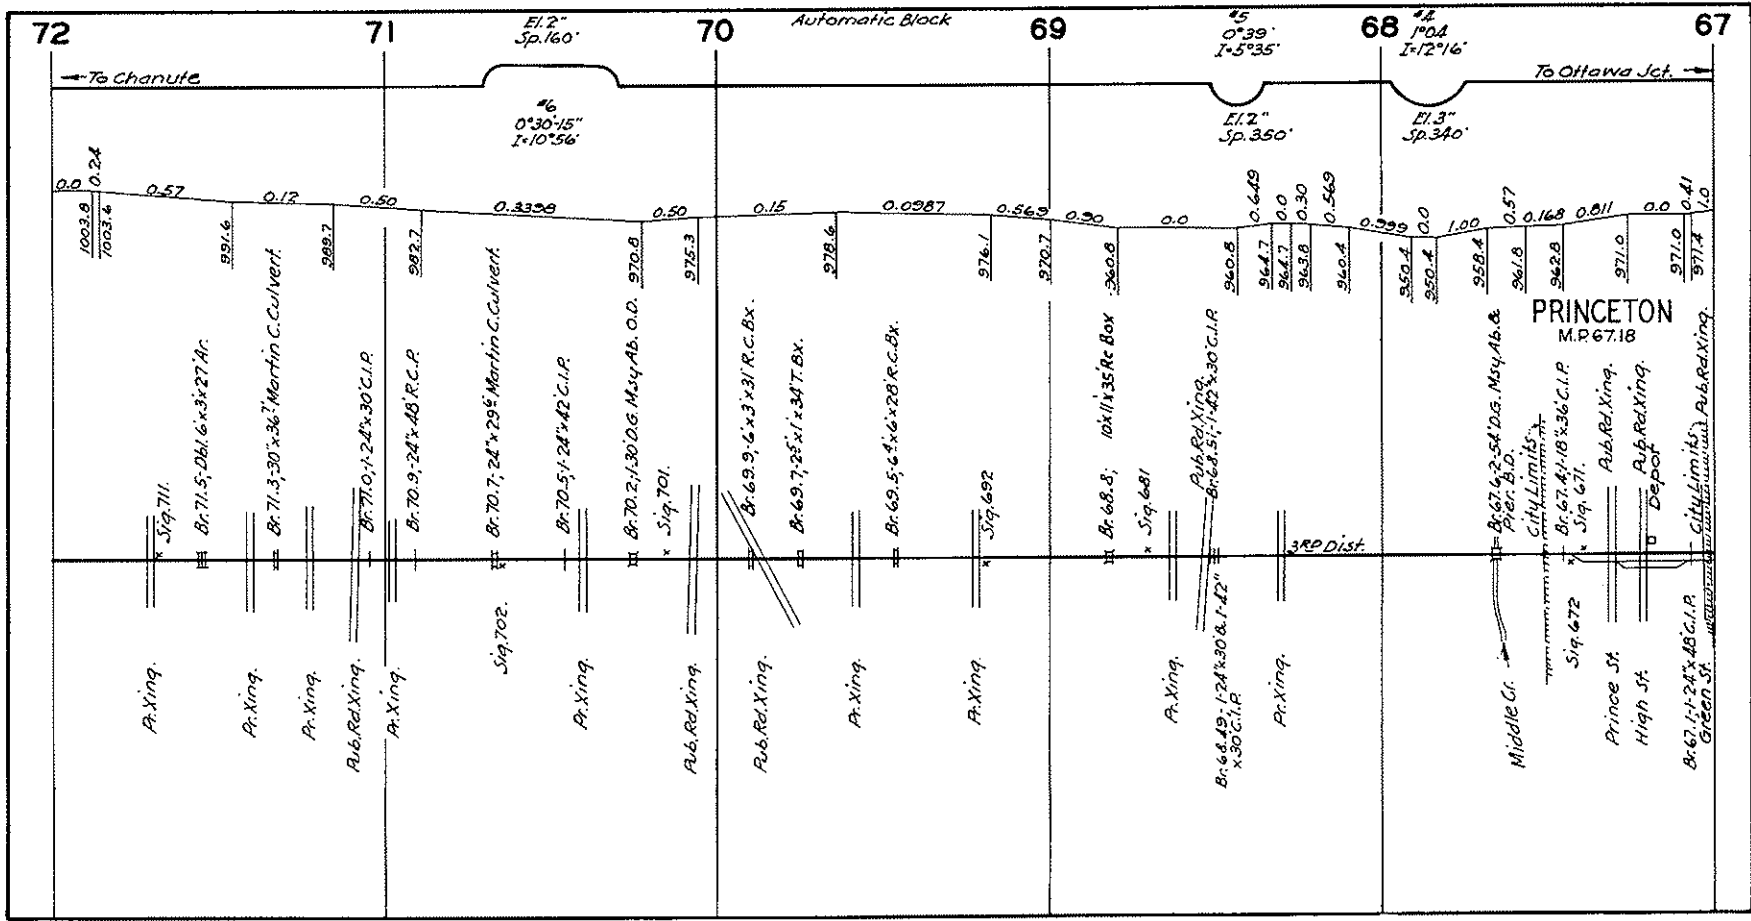 72
71
70
69
68
67
El. 2"
Sp. 160'
Automatic Block
#5
0°39'
I=5°35'
#4
1°04
I=12°16'
←To Chanute
To Ottawa Jct.→
#6
0°30'-15"
I=10°56'
El. 2"
Sp. 350'
El. 3"
Sp. 340'
0.0
0.24
0.57
0.12
0.50
0.3398
0.50
0.15
0.0987
0.569
0.90
0.0
0.649
0.0
0.30
0.569
0.999
0.0
1.00
0.57
0.168
0.811
0.0
0.41
1.0
1003.8
1003.6
991.6
989.7
982.7
970.8
975.3
978.6
976.1
970.7
960.8
960.8
964.7
964.7
963.8
960.4
950.4
950.4
958.4
961.8
962.8
971.0
971.0
971.4
PRINCETON
M.P. 67.18
Sig. 711.
Br. 71.5; Dbl. 6'x3'x27' Ar.
Br. 71.3;-30"x36' Martin C. Culvert.
Br. 71.0;-1-24"x30' C.I.P.
Br. 70.9;-24"x48' R.C.P.
Br. 70.7;-24"x29' Martin C. Culvert
Br. 70.5;-1-24"x42' C.I.P.
Br. 70.2;-1-30' D.G. Msy. Ab. O.D.
Sig. 701.
Br. 69.9;-6'x3'x31' R.C. Bx.
Br. 69.7;-2⁵'x1'x34' T. Bx.
Br. 69.5;-6'x6'x28' R.C. Bx.
Sig. 692
Br. 68.8; 10'x11'x35' Rc Box
Sig. 681
Pub. Rd. Xing.
Br. 68.51;-1-42"x30' C.I.P.
3RD Dist.
Br. 67.6-2-54' D.G. Msy. Ab. &
Pier. B.D.
City Limits
Br. 67.4;-1-18"x36' C.I.P.
Sig. 671.
Pub. Rd. Xing.
Pub. Rd. Xing.
Depot
City Limits
Pub. Rd. Xing.
Pr. Xing.
Pr. Xing.
Pr. Xing.
Pub. Rd. Xing.
Pr. Xing.
Sig. 702.
Pr. Xing.
Pub. Rd. Xing
Pub. Rd. Xing.
Pr. Xing.
Pr. Xing.
Pr. Xing.
Br. 68.49;-1-24"x30' & 1-42"
x30' C.I.P.
Pr. Xing.
Middle Cr.
Sig. 672
Prince St.
High St.
Br. 67.1-1-24"x48' C.I.P.
Green St.